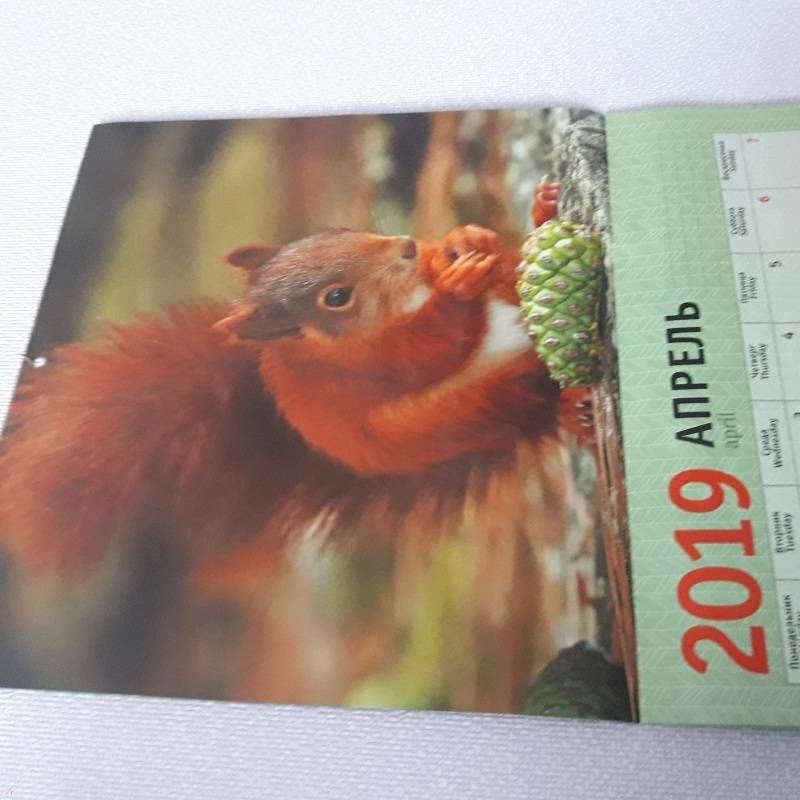 2019 АПРЕЛЬ
april
Понедельник
Вторник
Tuesday
Среда
Wednesday
Четверг
Thursday
Пятница
Friday
Суббота
Saturday
Воскресенье
Sunday
3 4 5 6 7